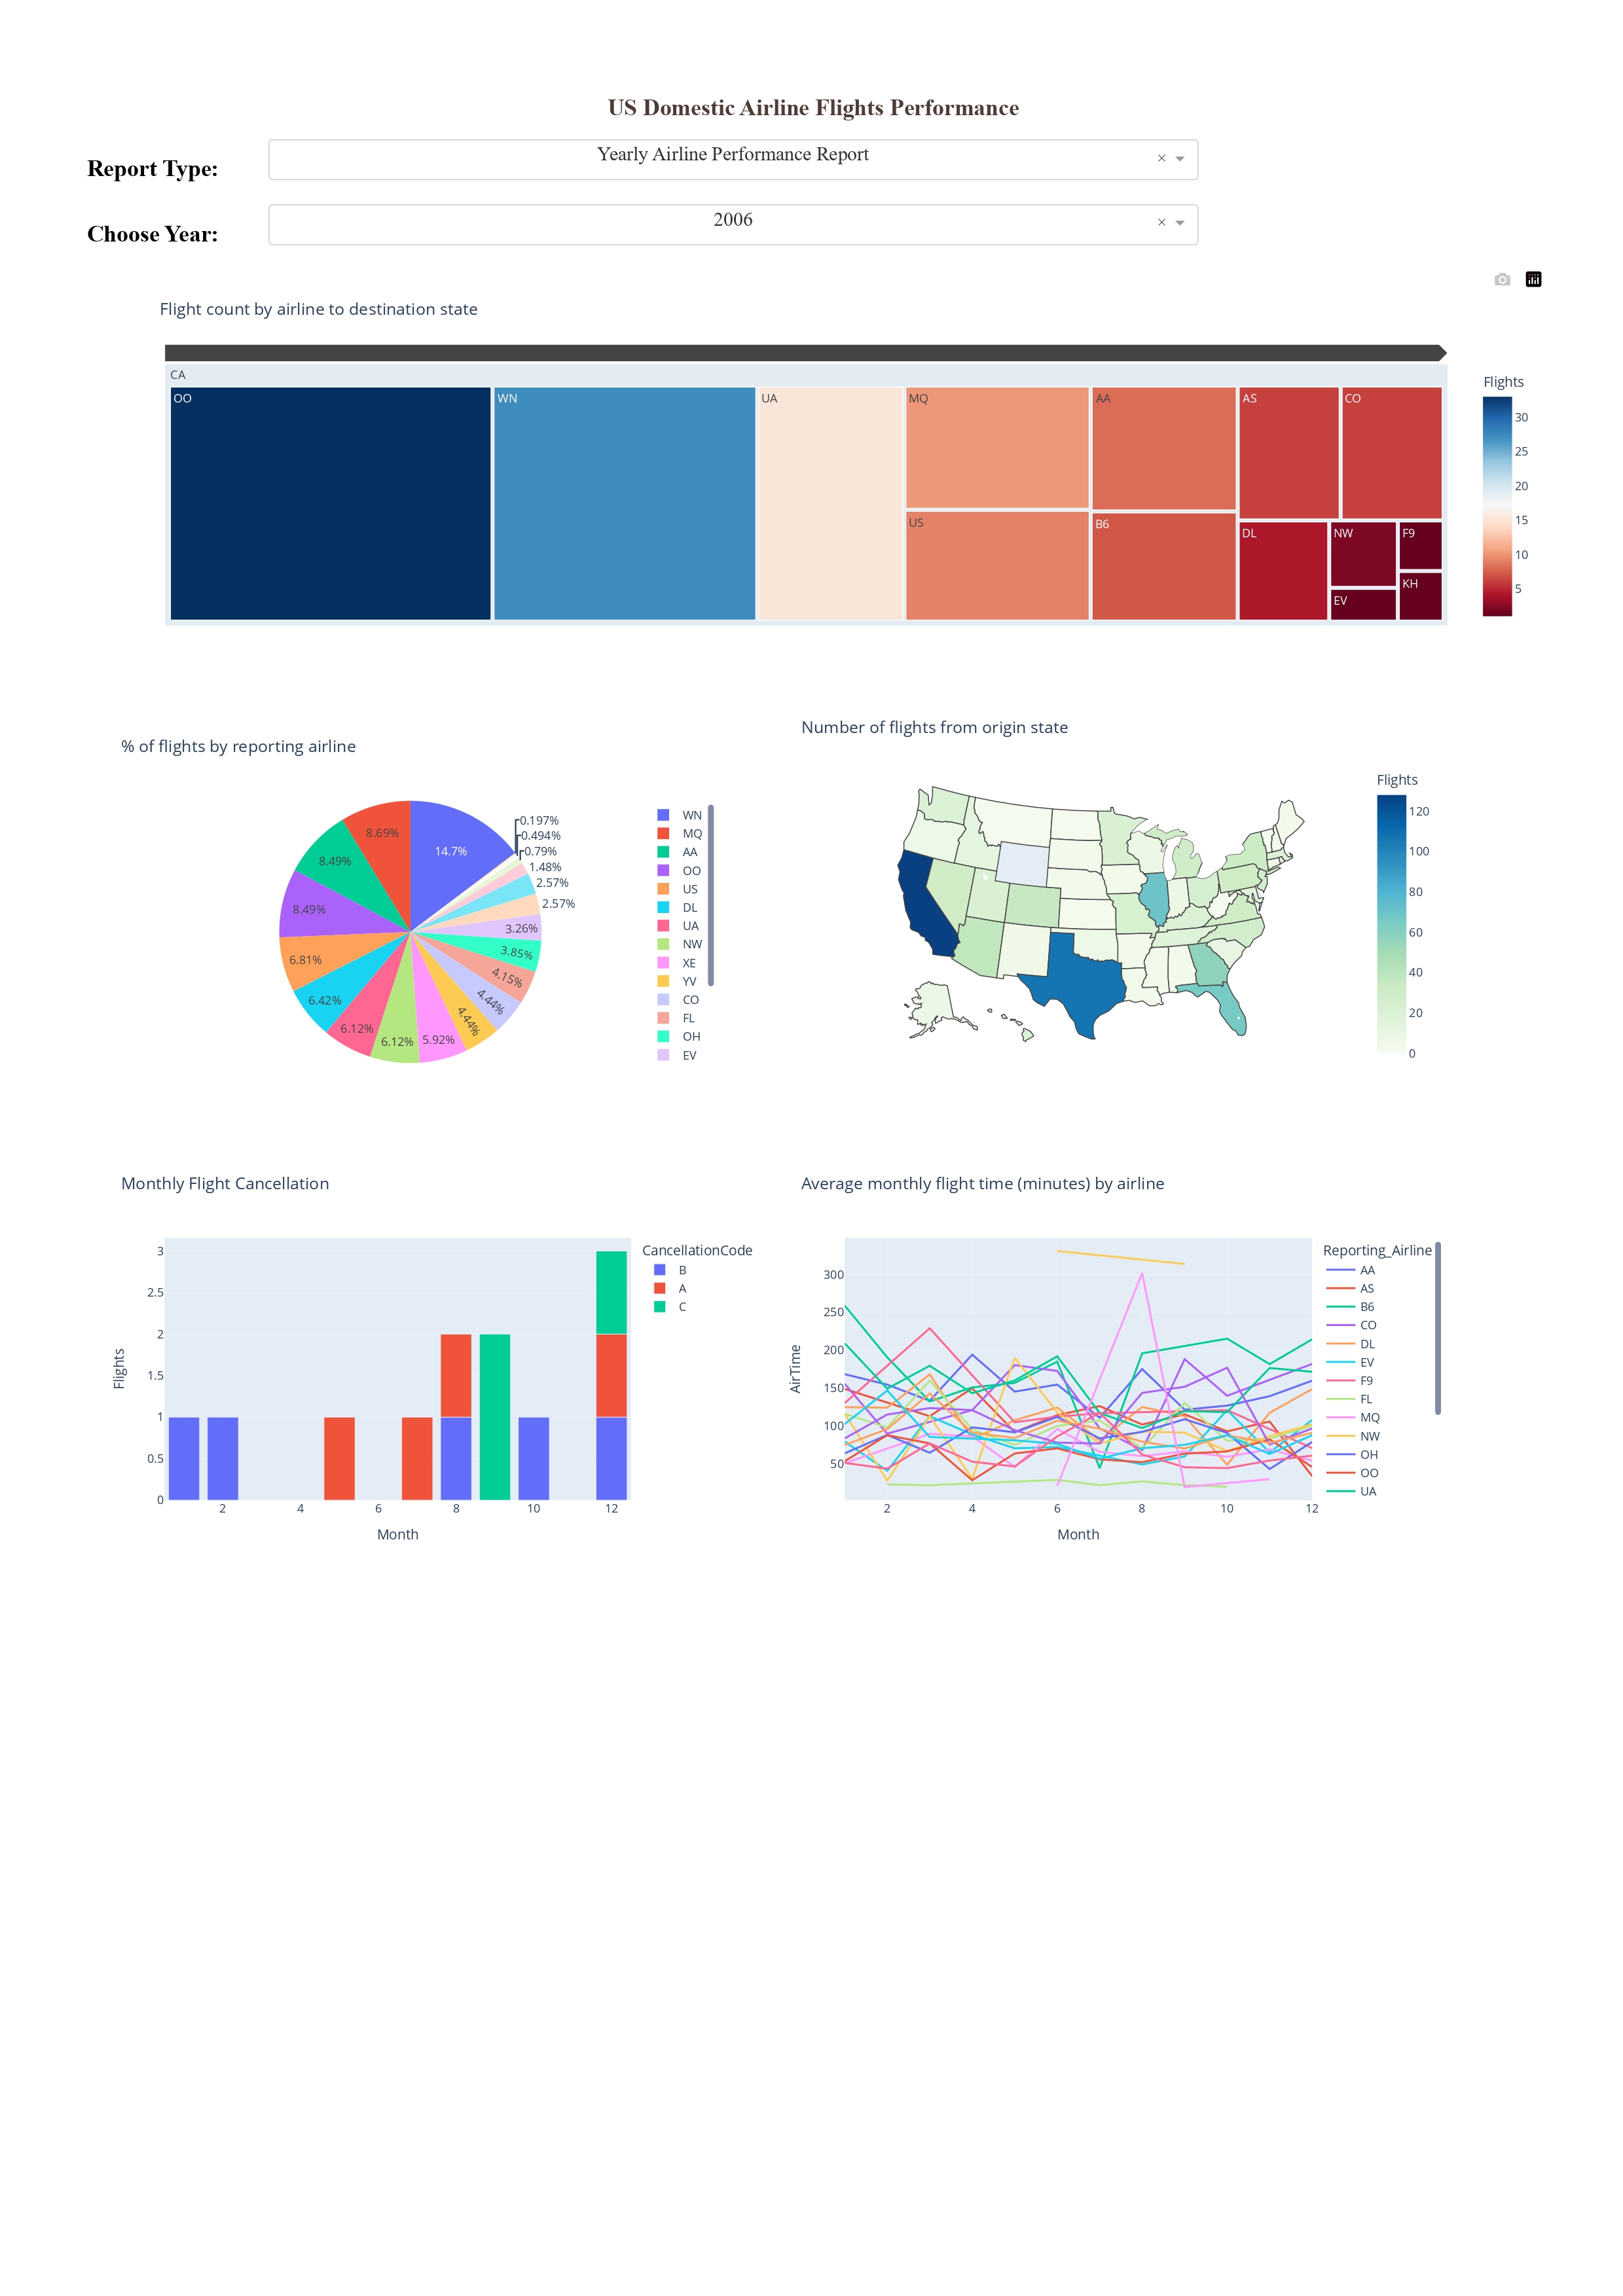 US Domestic Airline Flights Performance
Report Type:
Yearly Airline Performance Report
×
Choose Year:
2006
×
Flight count by airline to destination state
CA
OO
WN
UA
MQ
AA
AS
CO
US
B6
DL
NW
F9
KH
EV
Flights
30
25
20
15
10
5
% of flights by reporting airline
14.7%
8.69%
8.49%
8.49%
6.81%
6.42%
6.12%
6.12%
5.92%
4.44%
4.44%
4.15%
3.85%
3.26%
2.57%
2.57%
1.48%
0.79%
0.494%
0.197%
WN
MQ
AA
OO
US
DL
UA
NW
XE
YV
CO
FL
OH
EV
Number of flights from origin state
Flights
120
100
80
60
40
20
0
Monthly Flight Cancellation
3
2.5
2
1.5
1
0.5
0
Flights
2 4 6 8 10 12
Month
CancellationCode
B
A
C
Average monthly flight time (minutes) by airline
300
250
200
150
100
50
AirTime
2 4 6 8 10 12
Month
Reporting_Airline
AA
AS
B6
CO
DL
EV
F9
FL
MQ
NW
OH
OO
UA